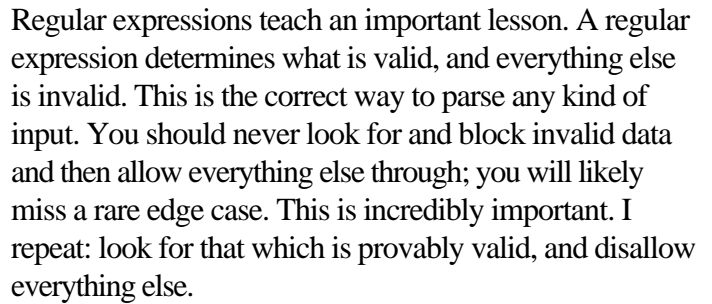 Regular expressions teach an important lesson. A regular
expression determines what is valid, and everything else
is invalid. This is the correct way to parse any kind of
input. You should never look for and block invalid data
and then allow everything else through; you will likely
miss a rare edge case. This is incredibly important. I
repeat: look for that which is provably valid, and disallow
everything else.